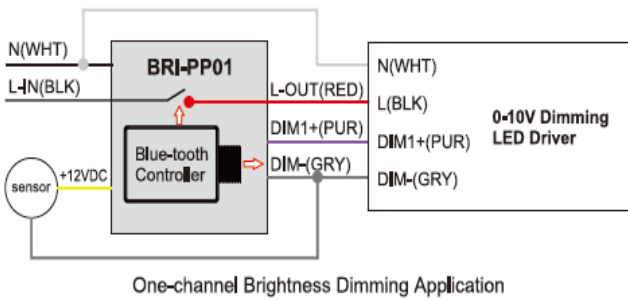 N(WHT)
BRI-PP01
N(WHT)
L-IN(BLK)
L-OUT(RED)
L(BLK)
0-10V Dimming
LED Driver
DIM1+(PUR)
DIM1+(PUR)
Blue-tooth
Controller
sensor
+12VDC
DIM-(GRY)
DIM-(GRY)
One-channel Brightness Dimming Application